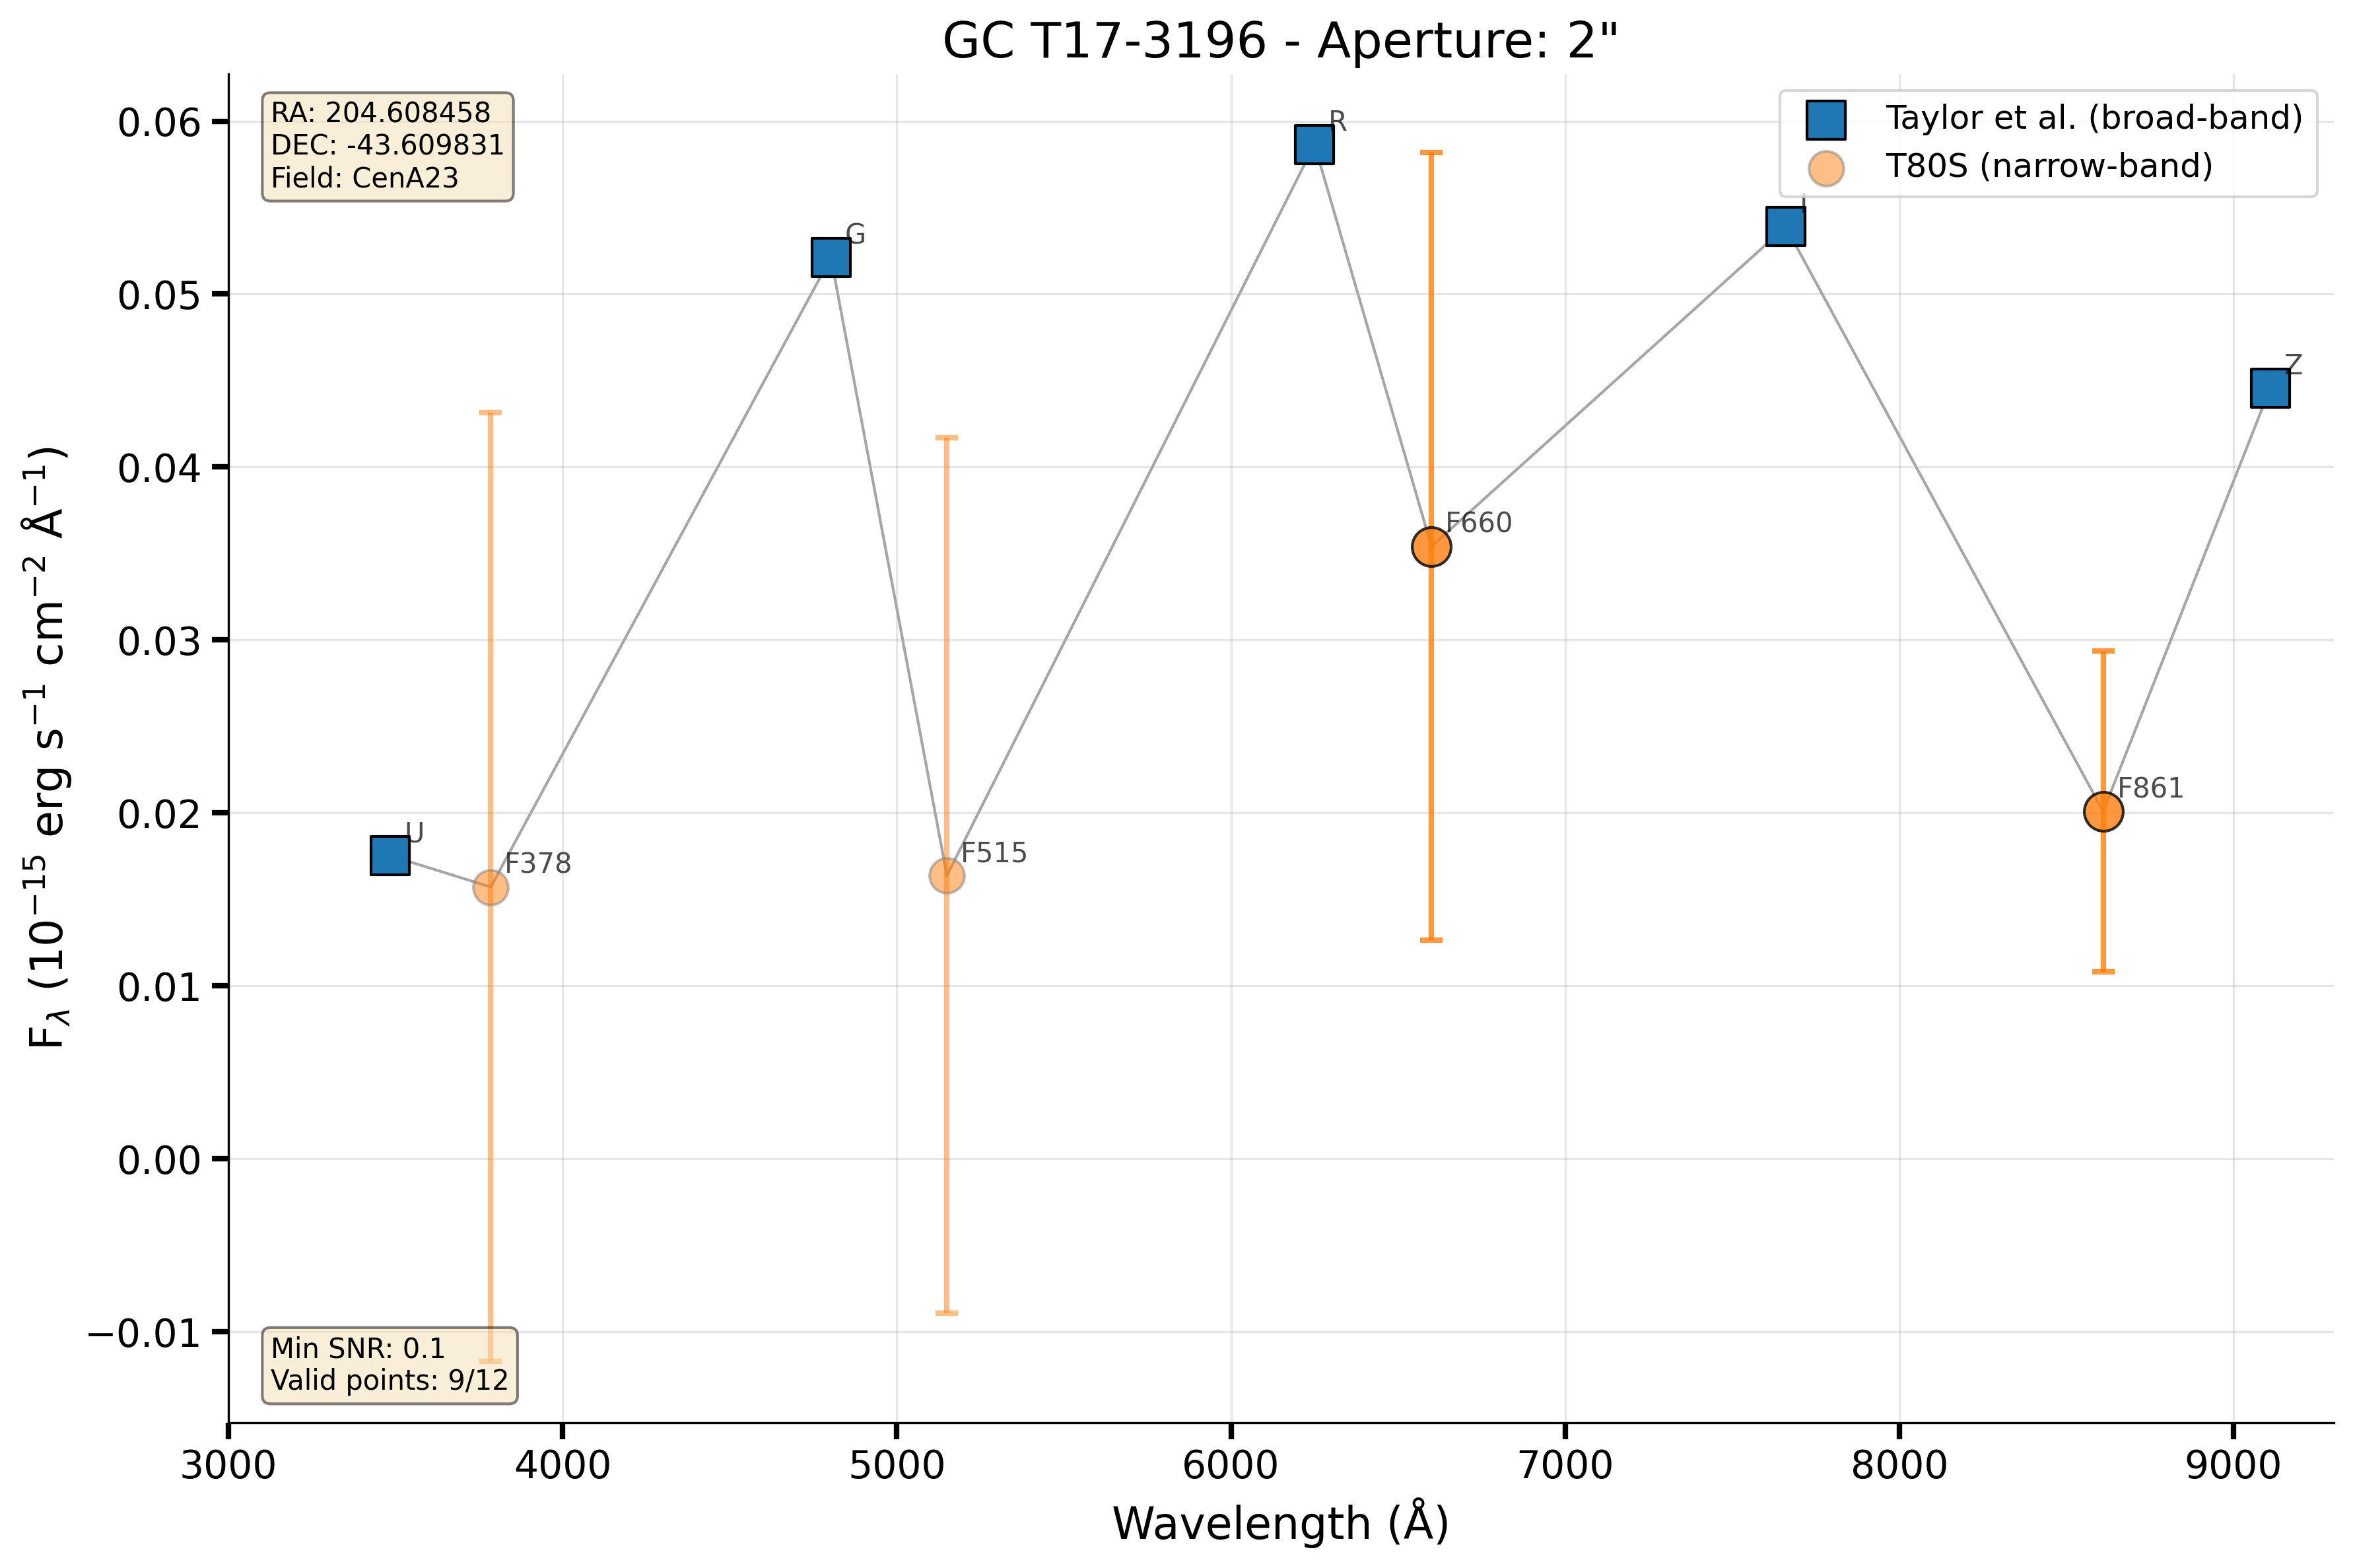 GC T17-3196 - Aperture: 2"
RA: 204.608458
DEC: -43.609831
Field: CenA23
Taylor et al. (broad-band)
T80S (narrow-band)
F_λ (10⁻¹⁵ erg s⁻¹ cm⁻² Å⁻¹)
0.06
0.05
0.04
0.03
0.02
0.01
0.00
−0.01
U
F378
G
F515
R
F660
I
F861
Z
Min SNR: 0.1
Valid points: 9/12
3000 4000 5000 6000 7000 8000 9000
Wavelength (Å)